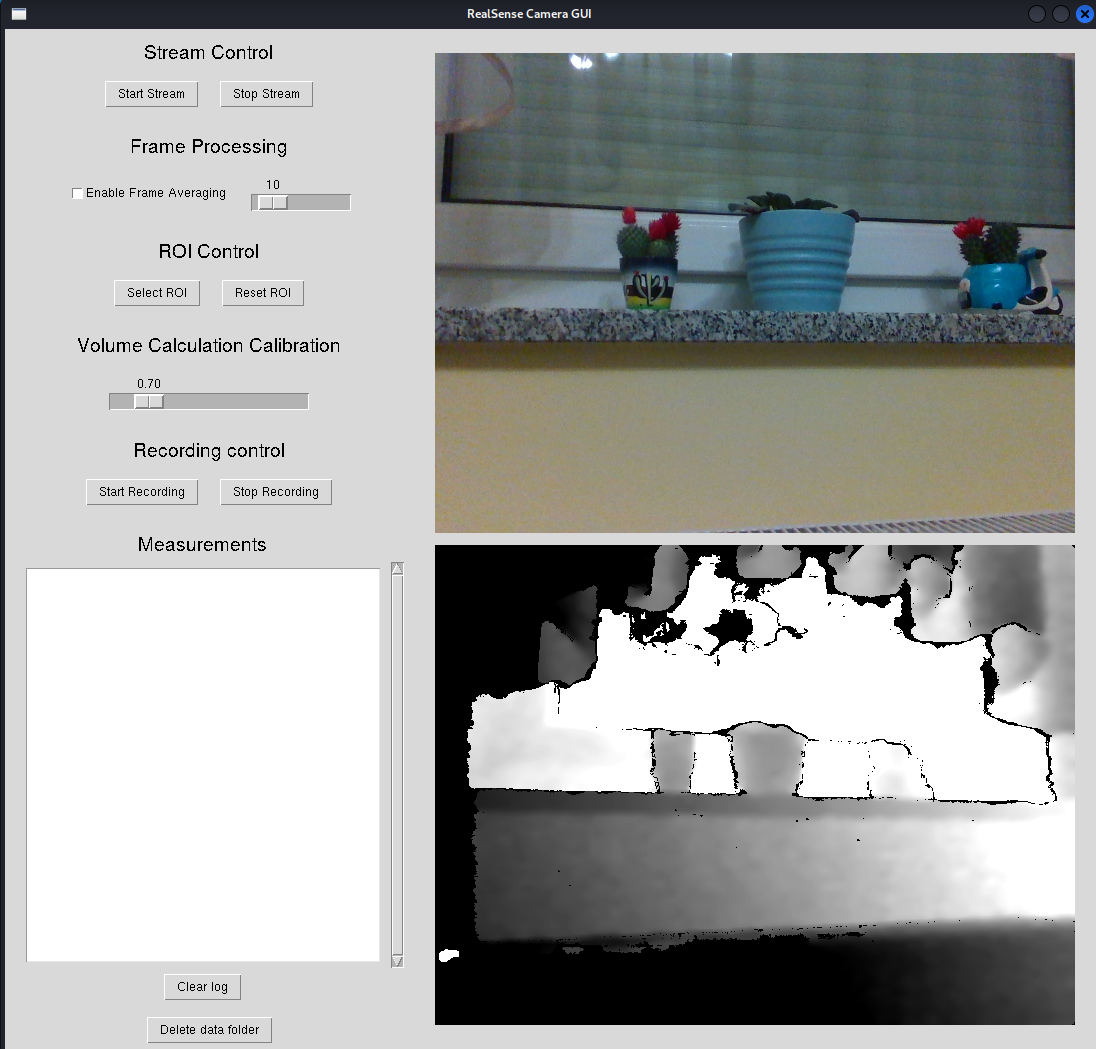 RealSense Camera GUI
Stream Control
Start Stream
Stop Stream
Frame Processing
Enable Frame Averaging
10
ROI Control
Select ROI
Reset ROI
Volume Calculation Calibration
0.70
Recording control
Start Recording
Stop Recording
Measurements
Clear log
Delete data folder